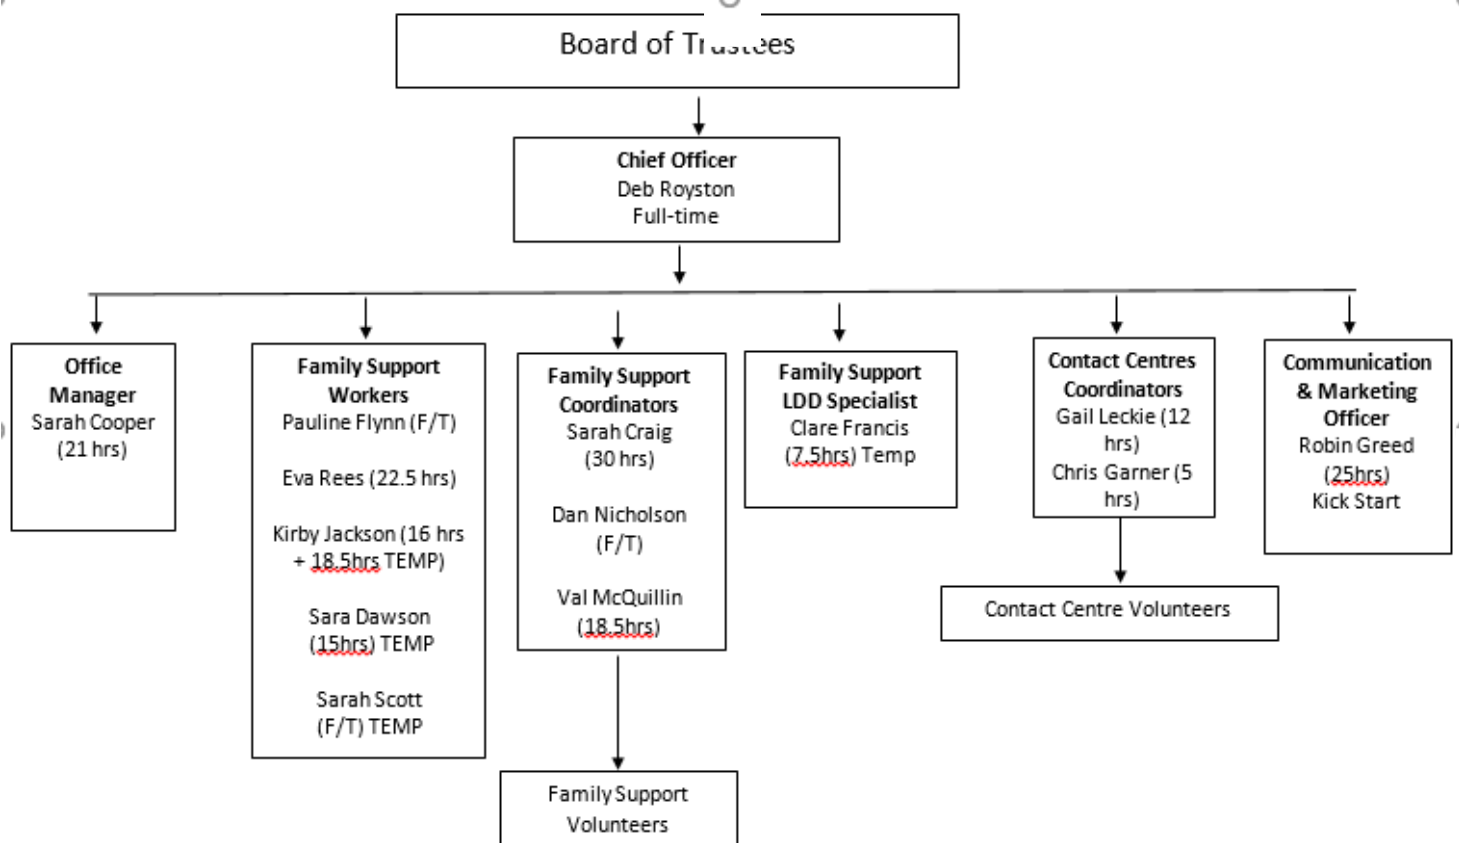 Board of Trustees
Chief Officer
Deb Royston
Full-time
Office
Manager
Sarah Cooper
(21 hrs)
Family Support
Workers
Pauline Flynn (F/T)
Eva Rees (22.5 hrs)
Kirby Jackson (16 hrs
+ 18.5hrs TEMP)
Sara Dawson
(15hrs) TEMP
Sarah Scott
(F/T) TEMP
Family Support
Coordinators
Sarah Craig
(30 hrs)
Dan Nicholson
(F/T)
Val McQuillin
(18.5hrs)
Family Support
Volunteers
Family Support
LDD Specialist
Clare Francis
(7.5hrs) Temp
Contact Centres
Coordinators
Gail Leckie (12
hrs)
Chris Garner (5
hrs)
Contact Centre Volunteers
Communication
& Marketing
Officer
Robin Greed
(25hrs)
Kick Start